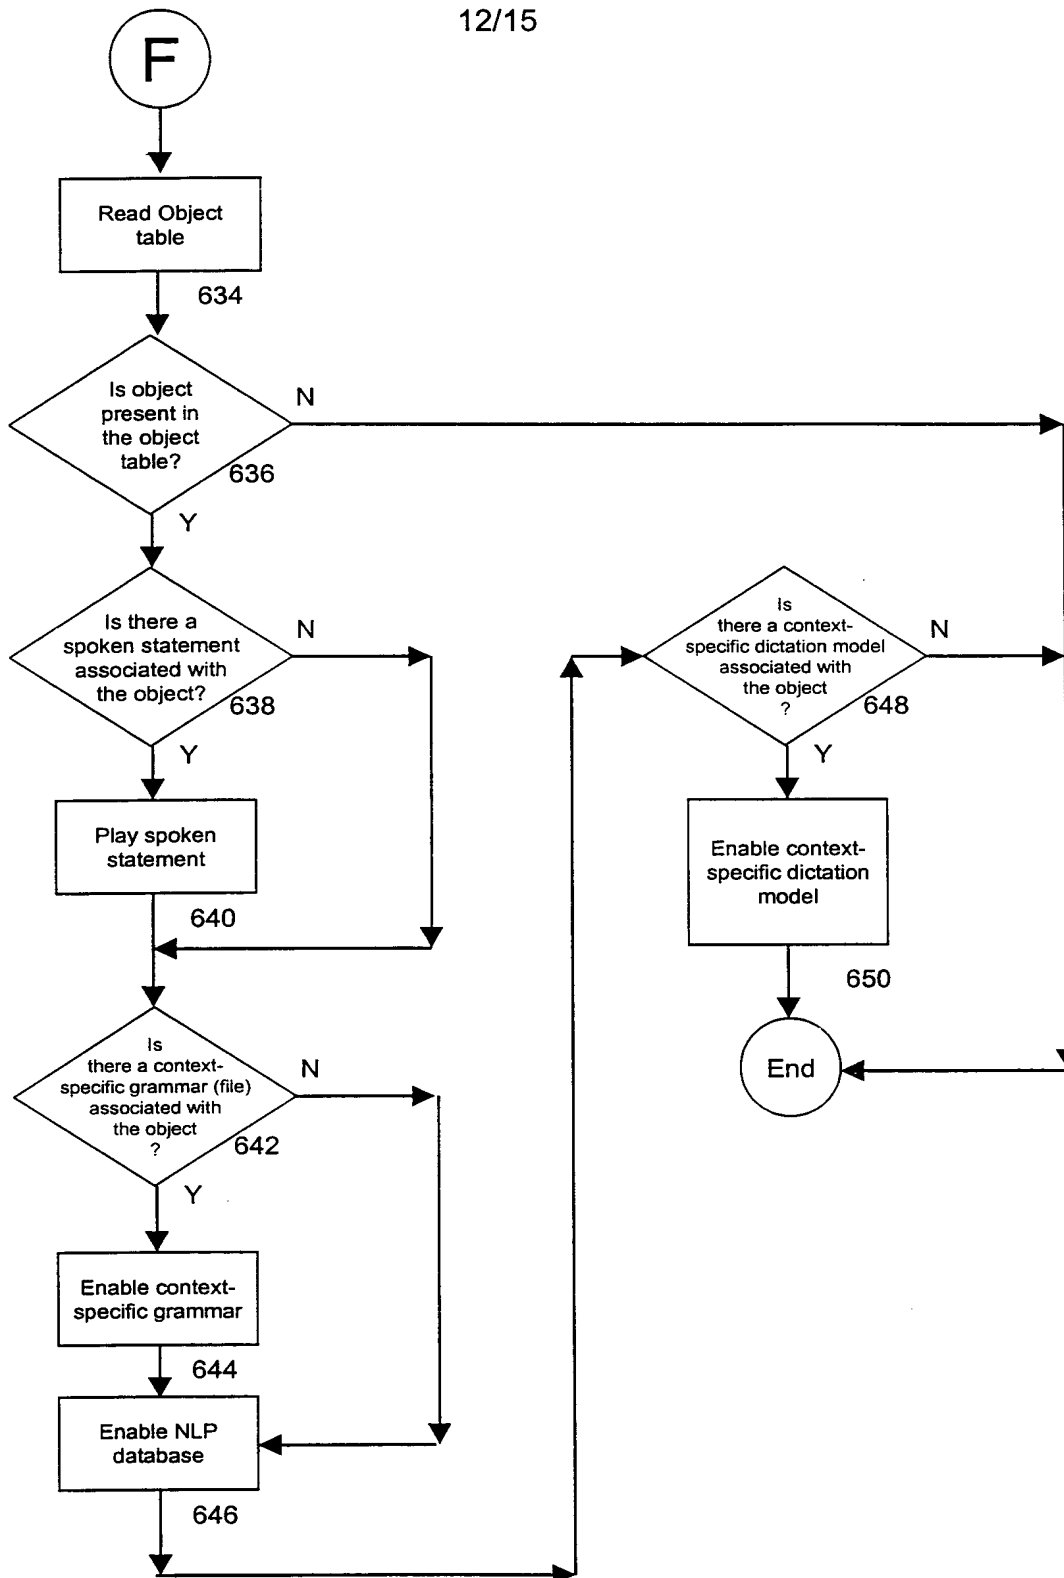 12/15
F
Read Object
table
634
Is object
present in
the object
table?
N
636
Y
Is there a
spoken statement
associated with
the object?
N
638
Y
Play spoken
statement
640
Is
there a context-
specific grammar (file)
associated with
the object
?
N
642
Y
Enable context-
specific grammar
644
Enable NLP
database
646
Is
there a context-
specific dictation model
associated with
the object
?
N
648
Y
Enable context-
specific dictation
model
650
End